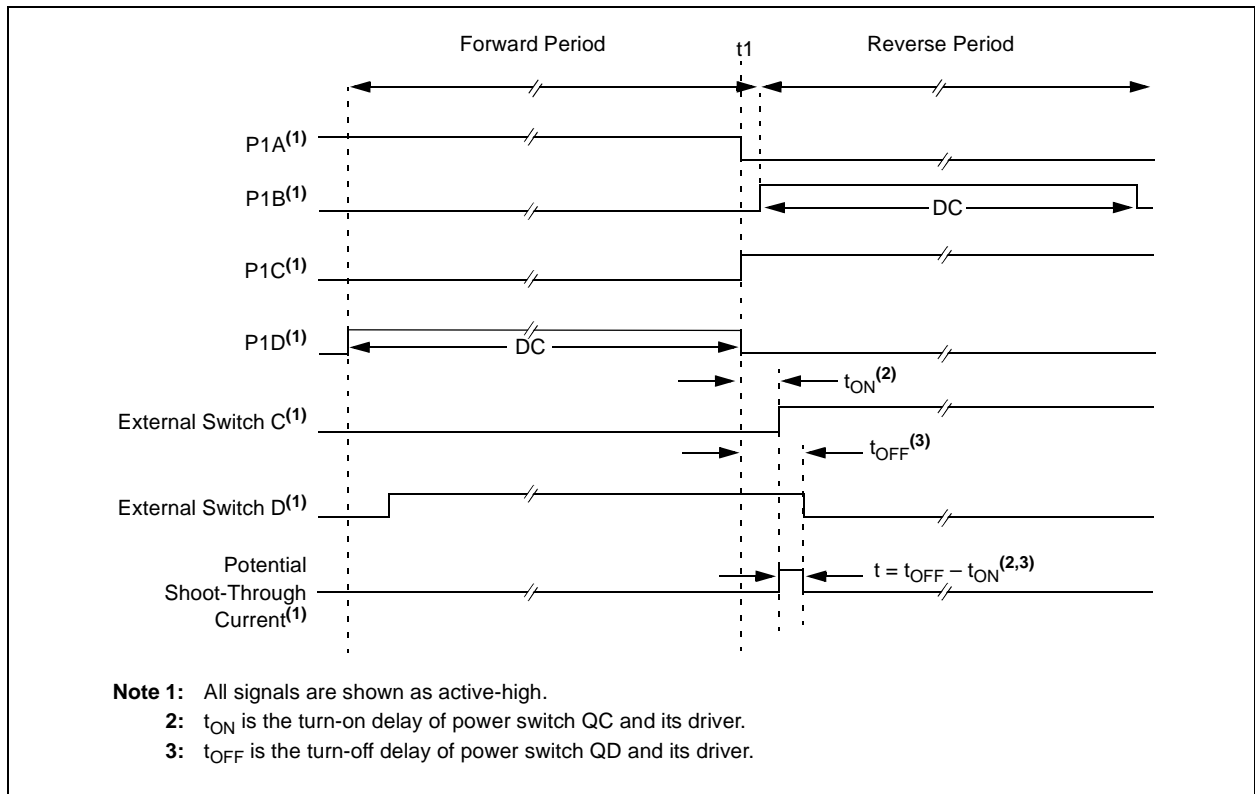 Forward Period
t1
Reverse Period
P1A(1)
P1B(1)
DC
P1C(1)
P1D(1)
DC
tON(2)
External Switch C(1)
tOFF(3)
External Switch D(1)
Potential
Shoot-Through
Current(1)
t = tOFF – tON(2,3)
Note 1: All signals are shown as active-high.
2: tON is the turn-on delay of power switch QC and its driver.
3: tOFF is the turn-off delay of power switch QD and its driver.